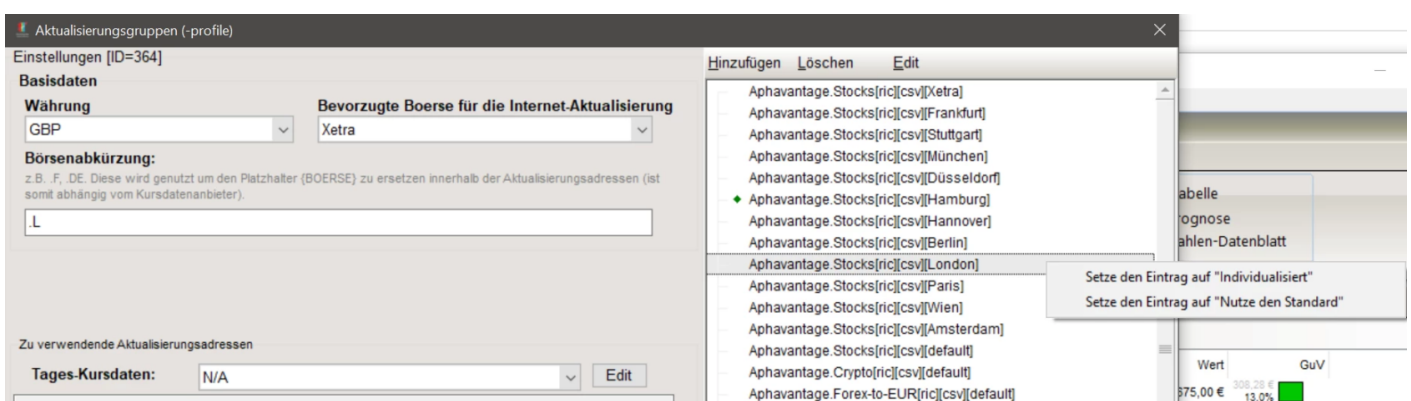 Aktualisierungsgruppen (-profile)
Einstellungen [ID=364]
Basisdaten
Währung
Bevorzugte Boerse für die Internet-Aktualisierung
GBP
Xetra
Börsenabkürzung:
z.B. .F, .DE. Diese wird genutzt um den Platzhalter {BOERSE} zu ersetzen innerhalb der Aktualisierungsadressen (ist
somit abhängig vom Kursdatenanbieter).
.L
Zu verwendende Aktualisierungsadressen
Tages-Kursdaten:
N/A
Edit
Hinzufügen Löschen Edit
Aphavantage.Stocks[ric][csv][Xetra]
Aphavantage.Stocks[ric][csv][Frankfurt]
Aphavantage.Stocks[ric][csv][Stuttgart]
Aphavantage.Stocks[ric][csv][München]
Aphavantage.Stocks[ric][csv][Düsseldorf]
Aphavantage.Stocks[ric][csv][Hamburg]
Aphavantage.Stocks[ric][csv][Hannover]
Aphavantage.Stocks[ric][csv][Berlin]
Aphavantage.Stocks[ric][csv][London]
Aphavantage.Stocks[ric][csv][Paris]
Aphavantage.Stocks[ric][csv][Wien]
Aphavantage.Stocks[ric][csv][Amsterdam]
Aphavantage.Stocks[ric][csv][default]
Aphavantage.Crypto[ric][csv][default]
Aphavantage.Forex-to-EUR[ric][csv][default]
Setze den Eintrag auf "Individualisiert"
Setze den Eintrag auf "Nutze den Standard"
abelle
rognose
ahlen-Datenblatt
Wert GuV
675,00 € 308,28 €
13.0%